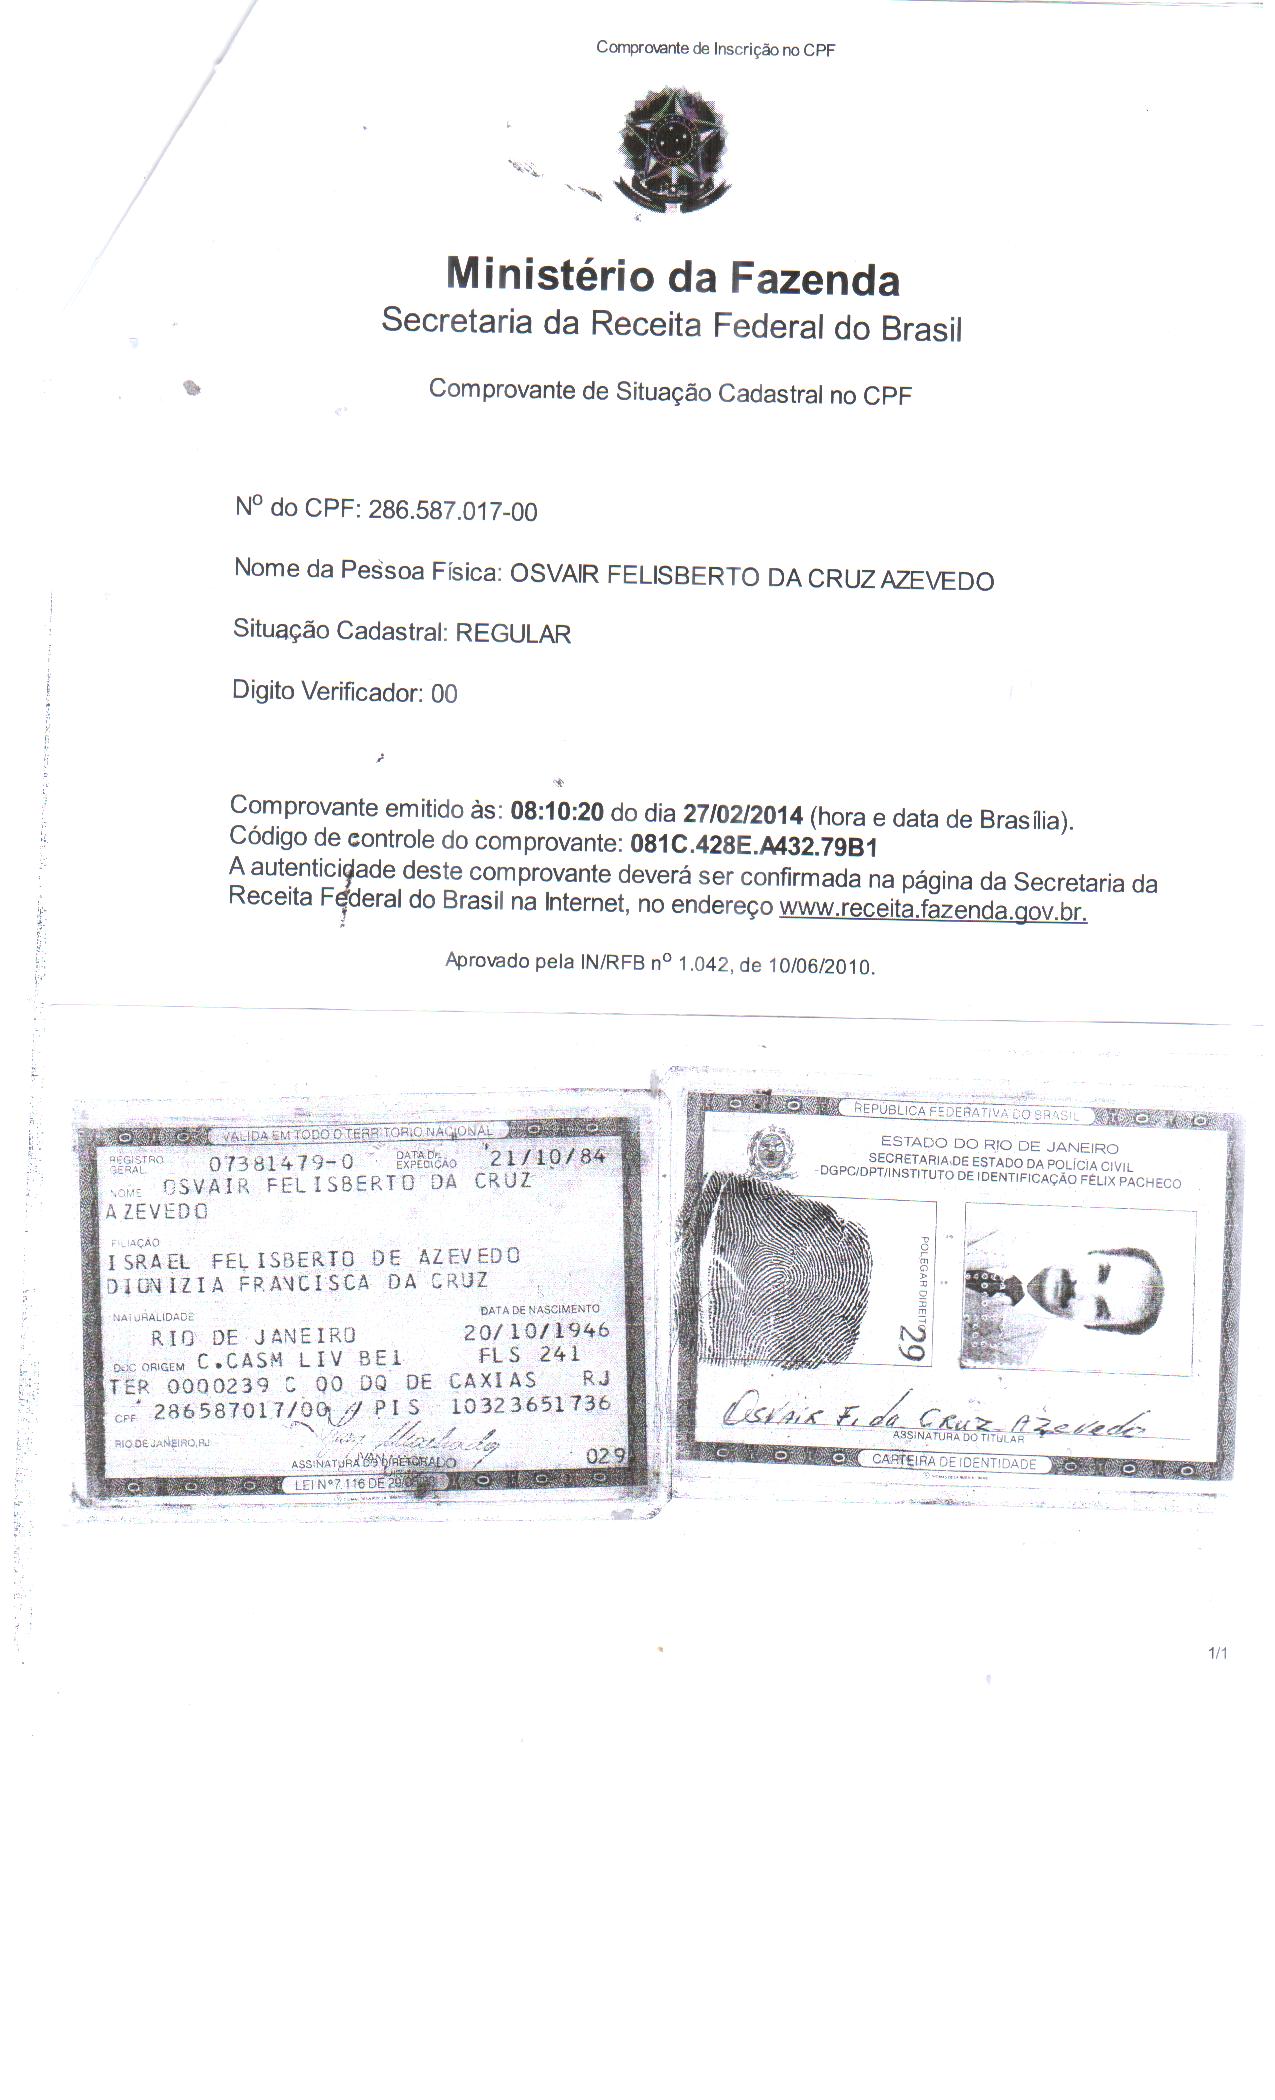 Comprovante de Inscrição no CPF
Ministério da Fazenda
Secretaria da Receita Federal do Brasil
Comprovante de Situação Cadastral no CPF
Nº do CPF: 286.587.017-00
Nome da Pessoa Física: OSVAIR FELISBERTO DA CRUZ AZEVEDO
Situação Cadastral: REGULAR
Digito Verificador: 00
Comprovante emitido às: 08:10:20 do dia 27/02/2014 (hora e data de Brasília).
Código de controle do comprovante: 081C.428E.A432.79B1
A autenticidade deste comprovante deverá ser confirmada na página da Secretaria da
Receita Federal do Brasil na Internet, no endereço www.receita.fazenda.gov.br.
Aprovado pela IN/RFB nº 1.042, de 10/06/2010.
VALIDA EM TODO O TERRITORIO NACIONAL
REGISTRO GERAL 07381479-0 DATA DE EXPEDIÇÃO 21/10/84
NOME OSVAIR FELISBERTO DA CRUZ
AZEVEDO
FILIAÇÃO
ISRAEL FELISBERTO DE AZEVEDO
DIONIZIA FRANCISCA DA CRUZ
NATURALIDADE DATA DE NASCIMENTO
RIO DE JANEIRO 20/10/1946
DOC ORIGEM C.CASM LIV BE1 FLS 241
TER 0000239 C 00 DQ DE CAXIAS RJ
CPF 286587017/00 PIS 10323651736
RIO DE JANEIRO, RJ
ASSINATURA DO DIRETOR 029
LEI Nº 7.116 DE
REPÚBLICA FEDERATIVA DO BRASIL
ESTADO DO RIO DE JANEIRO
SECRETARIA DE ESTADO DA POLÍCIA CIVIL
DGPC/DPT/INSTITUTO DE IDENTIFICAÇÃO FÉLIX PACHECO
POLEGAR DIREITO
29
Osvair F. da Cruz Azevedo
ASSINATURA DO TITULAR
CARTEIRA DE IDENTIDADE
1/1